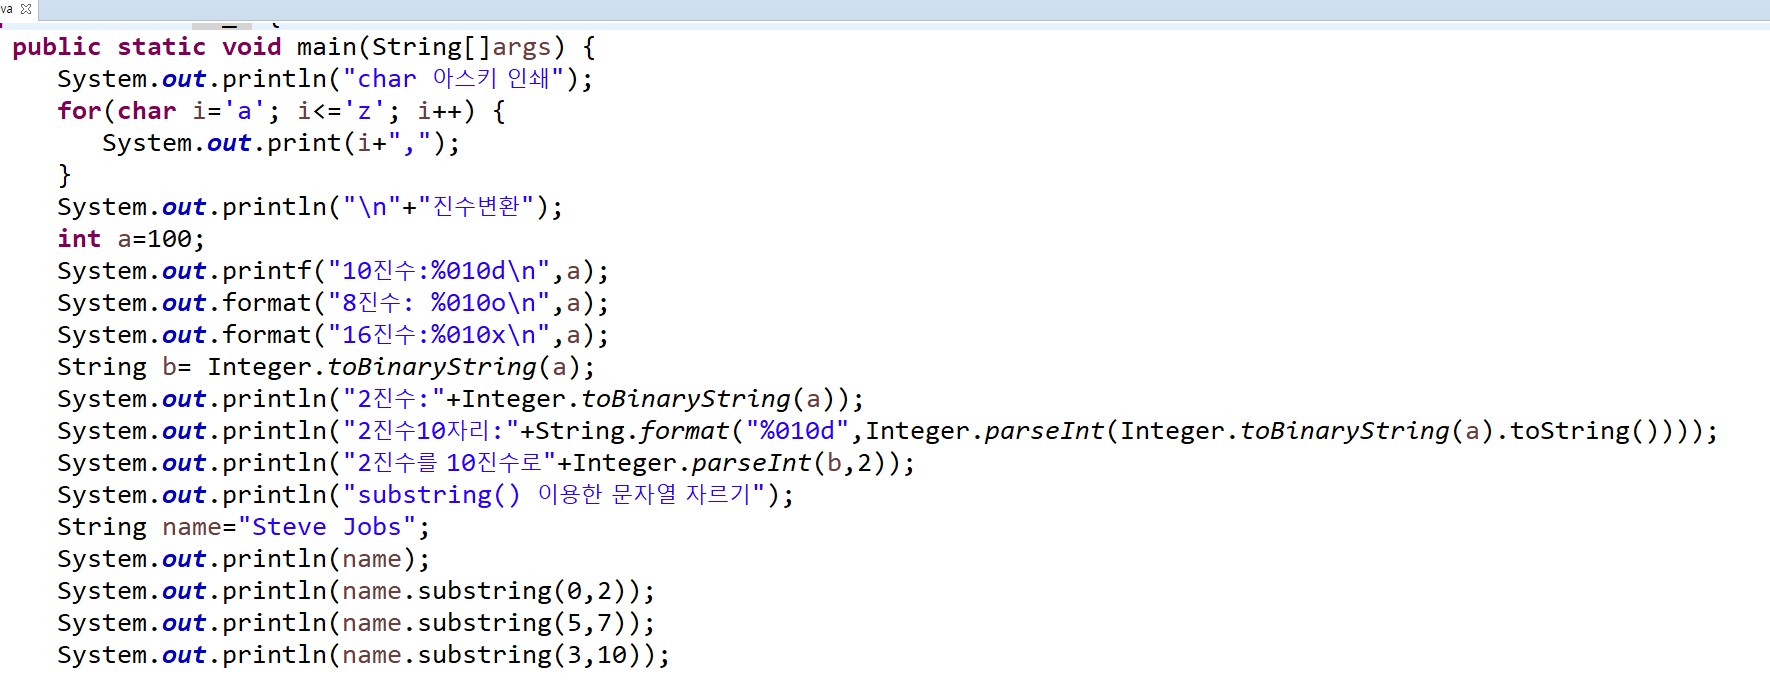 va
public static void main(String[]args) {
System.out.println("char 아스키 인쇄");
for(char i='a'; i<='z'; i++) {
System.out.print(i+",");
}
System.out.println("\n"+"진수변환");
int a=100;
System.out.printf("10진수:%010d\n",a);
System.out.format("8진수: %010o\n",a);
System.out.format("16진수:%010x\n",a);
String b= Integer.toBinaryString(a);
System.out.println("2진수:"+Integer.toBinaryString(a));
System.out.println("2진수10자리:"+String.format("%010d",Integer.parseInt(Integer.toBinaryString(a).toString())));
System.out.println("2진수를 10진수로"+Integer.parseInt(b,2));
System.out.println("substring() 이용한 문자열 자르기");
String name="Steve Jobs";
System.out.println(name);
System.out.println(name.substring(0,2));
System.out.println(name.substring(5,7));
System.out.println(name.substring(3,10));